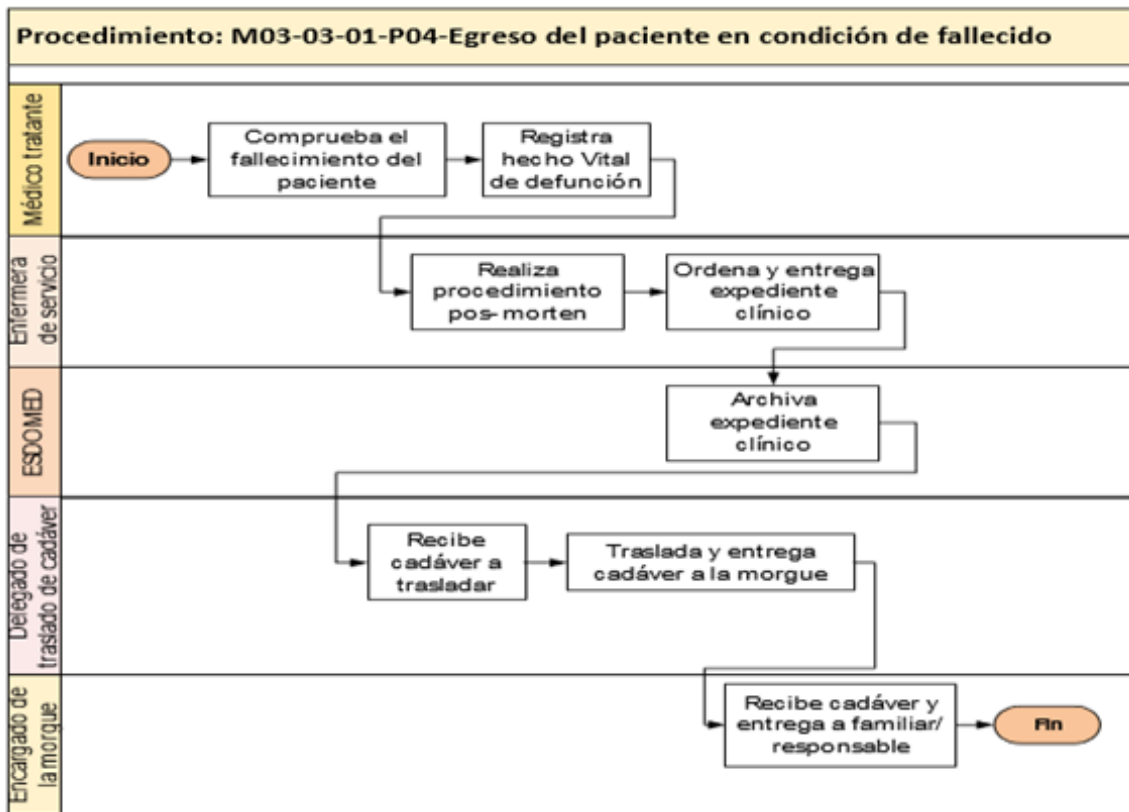 Procedimiento: M03-03-01-P04-Egreso del paciente en condición de fallecido
Médico tratante
Inicio
Comprueba el
fallecimiento del
paciente
Registra
hecho Vital
de defunción
Enfermera
de servicio
Realiza
procedimiento
pos-morten
Ordena y entrega
expediente
clínico
ESDOMED
Archiva
expediente
clínico
Delegado de
traslado de cadáver
Recibe
cadáver a
trasladar
Traslada y entrega
cadáver a la morgue
Encargado de
la morgue
Recibe cadáver y
entrega a familiar/
responsable
Fin